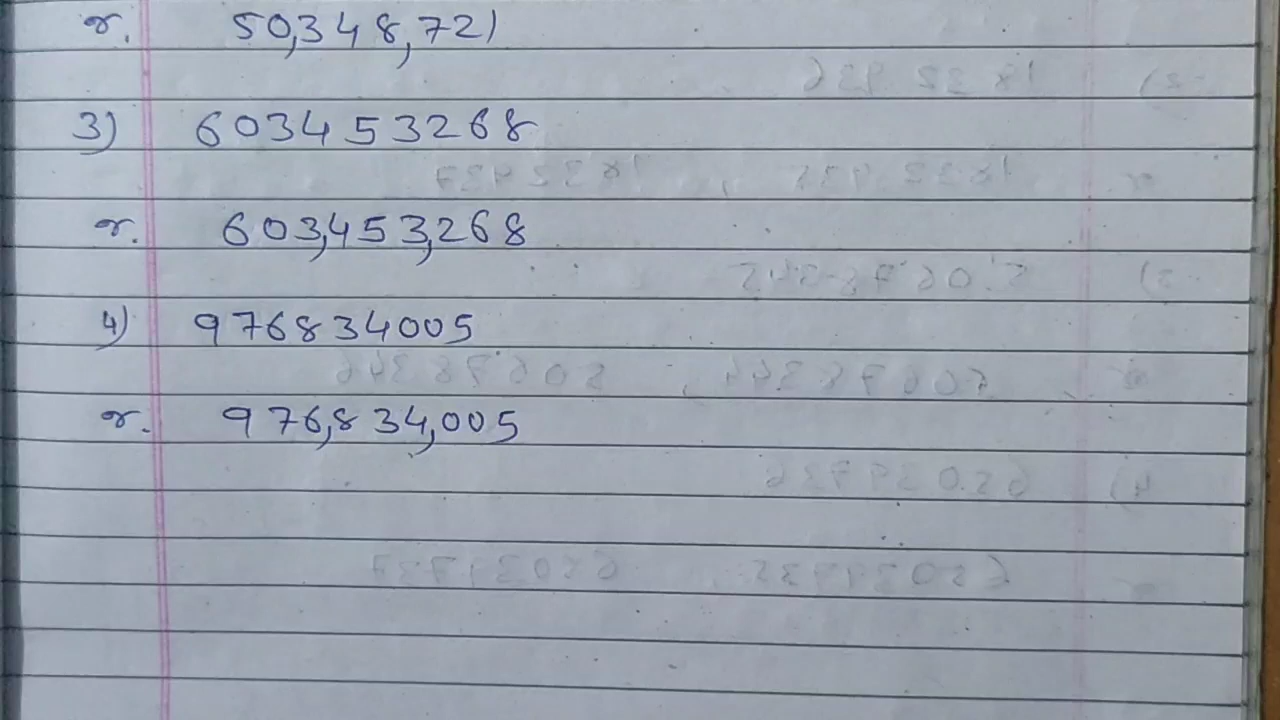 r. 50,348,721
3) 603453268
r. 603,453,268
4) 976834005
r. 976,834,005